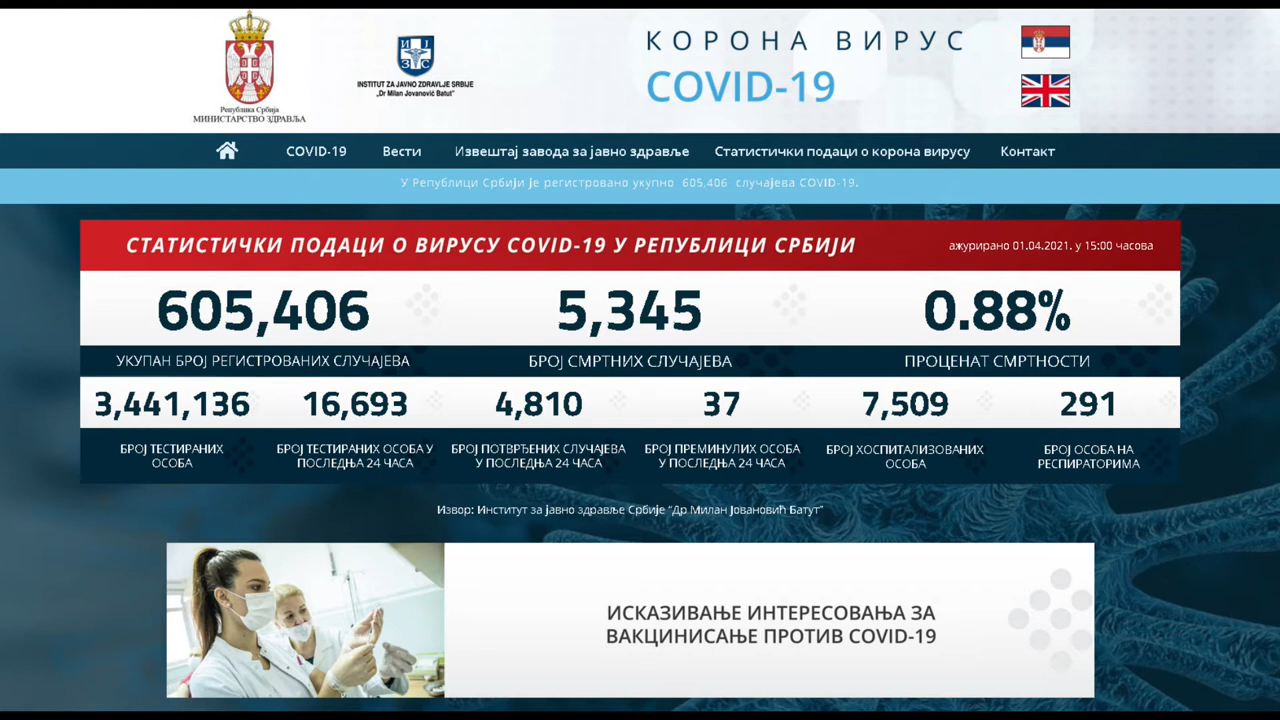 КОРОНА ВИРУС
COVID-19
Република Србија
МИНИСТАРСТВО ЗДРАВЉА
И Ј
З С
INSTITUT ZA JAVNO ZDRAVLJE SRBIJE
„Dr Milan Jovanović Batut“
COVID-19 Вести Извештај завода за јавно здравље Статистички подаци о корона вирусу Контакт
У Републици Србији је регистровано укупно 605,406 случајева COVID-19.
СТАТИСТИЧКИ ПОДАЦИ О ВИРУСУ COVID-19 У РЕПУБЛИЦИ СРБИЈИ
ажурирано 01.04.2021. у 15:00 часова
605,406 5,345 0.88%
УКУПАН БРОЈ РЕГИСТРОВАНИХ СЛУЧАЈЕВА БРОЈ СМРТНИХ СЛУЧАЈЕВА ПРОЦЕНАТ СМРТНОСТИ
3,441,136 16,693 4,810 37 7,509 291
БРОЈ ТЕСТИРАНИХ
ОСОБА
БРОЈ ТЕСТИРАНИХ ОСОБА У
ПОСЛЕДЊА 24 ЧАСА
БРОЈ ПОТВРЂЕНИХ СЛУЧАЈЕВА
У ПОСЛЕДЊА 24 ЧАСА
БРОЈ ПРЕМИНУЛИХ ОСОБА
У ПОСЛЕДЊА 24 ЧАСА
БРОЈ ХОСПИТАЛИЗОВАНИХ
ОСОБА
БРОЈ ОСОБА НА
РЕСПИРАТОРИМА
Извор: Институт за јавно здравље Србије “Др Милан Јовановић Батут”
ИСКАЗИВАЊЕ ИНТЕРЕСОВАЊА ЗА
ВАКЦИНИСАЊЕ ПРОТИВ COVID-19